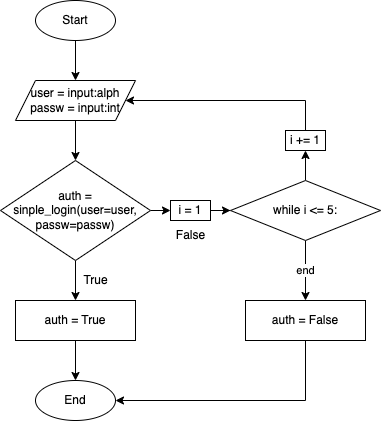 Start
user = input:alph
passw = input:int
i += 1
auth =
sinple_login(user=user,
passw=passw)
i = 1
while i <= 5:
False
True
end
auth = True
auth = False
End